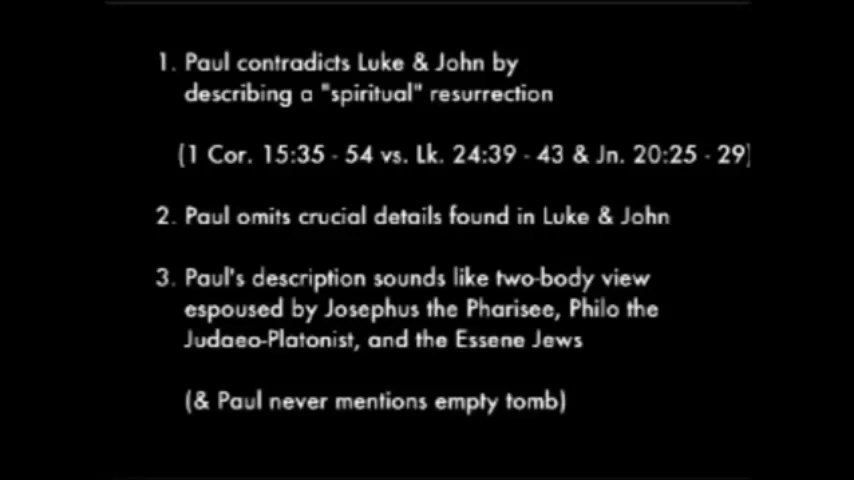 1. Paul contradicts Luke & John by
describing a "spiritual" resurrection
(1 Cor. 15:35 - 54 vs. Lk. 24:39 - 43 & Jn. 20:25 - 29)
2. Paul omits crucial details found in Luke & John
3. Paul's description sounds like two-body view
espoused by Josephus the Pharisee, Philo the
Judaeo-Platonist, and the Essene Jews
(& Paul never mentions empty tomb)